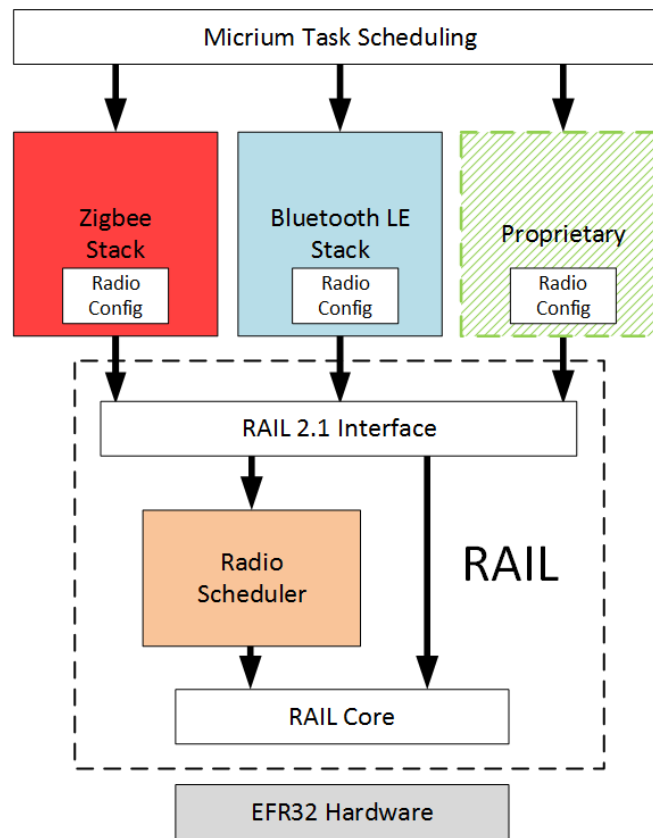 Micrium Task Scheduling
Zigbee
Stack
Radio
Config
Bluetooth LE
Stack
Radio
Config
Proprietary
Radio
Config
RAIL 2.1 Interface
Radio
Scheduler
RAIL
RAIL Core
EFR32 Hardware